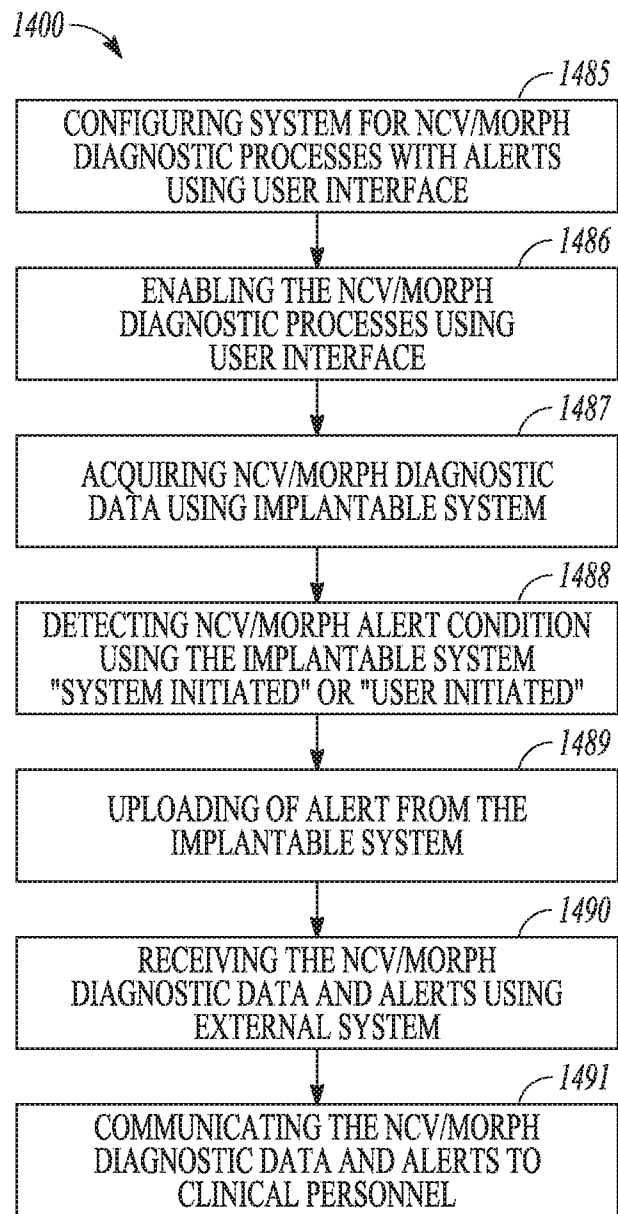 1400
1485
CONFIGURING SYSTEM FOR NCV/MORPH
DIAGNOSTIC PROCESSES WITH ALERTS
USING USER INTERFACE
1486
ENABLING THE NCV/MORPH
DIAGNOSTIC PROCESSES USING
USER INTERFACE
1487
ACQUIRING NCV/MORPH DIAGNOSTIC
DATA USING IMPLANTABLE SYSTEM
1488
DETECTING NCV/MORPH ALERT CONDITION
USING THE IMPLANTABLE SYSTEM
"SYSTEM INITIATED" OR "USER INITIATED"
1489
UPLOADING OF ALERT FROM THE
IMPLANTABLE SYSTEM
1490
RECEIVING THE NCV/MORPH
DIAGNOSTIC DATA AND ALERTS USING
EXTERNAL SYSTEM
1491
COMMUNICATING THE NCV/MORPH
DIAGNOSTIC DATA AND ALERTS TO
CLINICAL PERSONNEL